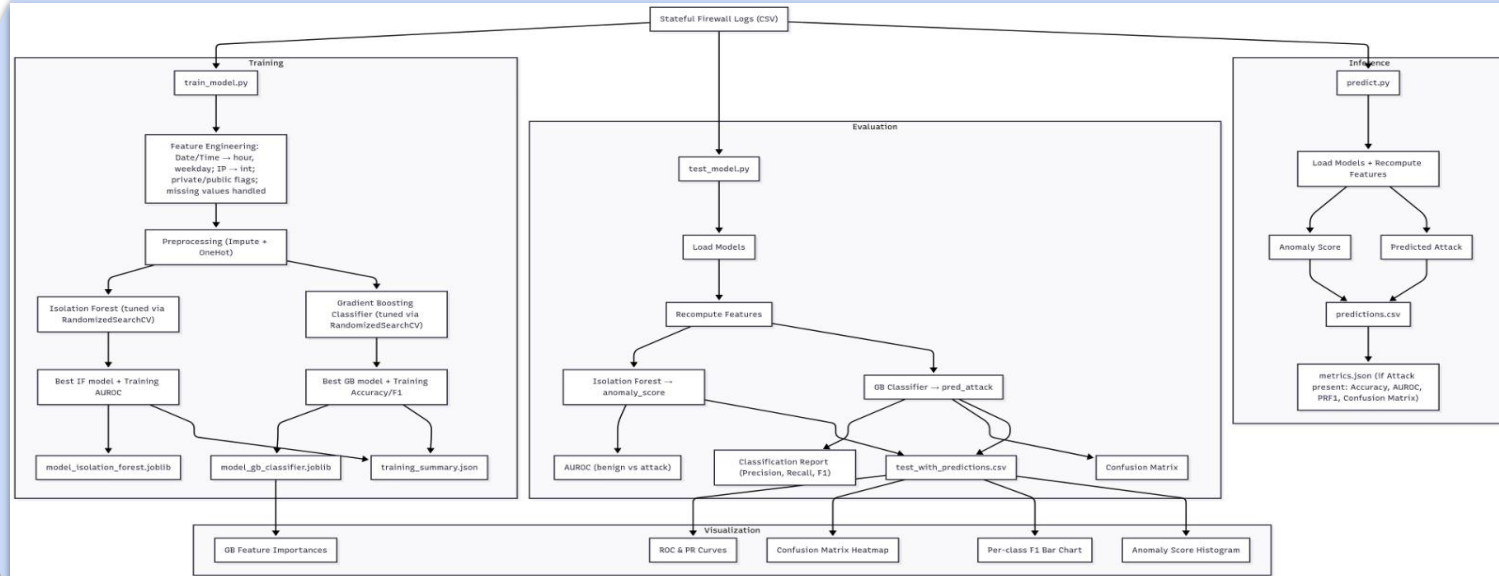 Stateful Firewall Logs (CSV)
Training
train_model.py
Feature Engineering:
Date/Time → hour,
weekday; IP → int;
private/public flags;
missing values handled
Preprocessing (Impute +
OneHot)
Isolation Forest (tuned via
RandomizedSearchCV)
Gradient Boosting
Classifier (tuned via
RandomizedSearchCV)
Best IF model + Training
AUROC
Best GB model + Training
Accuracy/F1
model_isolation_forest.joblib
model_gb_classifier.joblib
training_summary.json
Evaluation
test_model.py
Load Models
Recompute Features
Isolation Forest →
anomaly_score
GB Classifier → pred_attack
AUROC (benign vs attack)
Classification Report
(Precision, Recall, F1)
test_with_predictions.csv
Confusion Matrix
Inference
predict.py
Load Models + Recompute
Features
Anomaly Score
Predicted Attack
predictions.csv
metrics.json (if Attack
present: Accuracy, AUROC,
PRF1, Confusion Matrix)
Visualization
GB Feature Importances
ROC & PR Curves
Confusion Matrix Heatmap
Per-class F1 Bar Chart
Anomaly Score Histogram